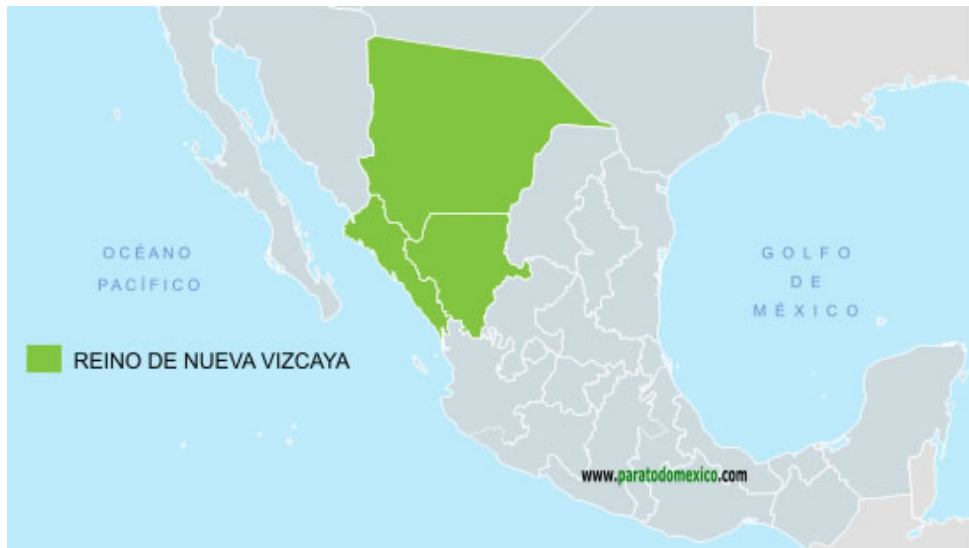 OCÉANO
PACÍFICO
GOLFO
DE
MÉXICO
REINO DE NUEVA VIZCAYA
www.paratodomexico.com